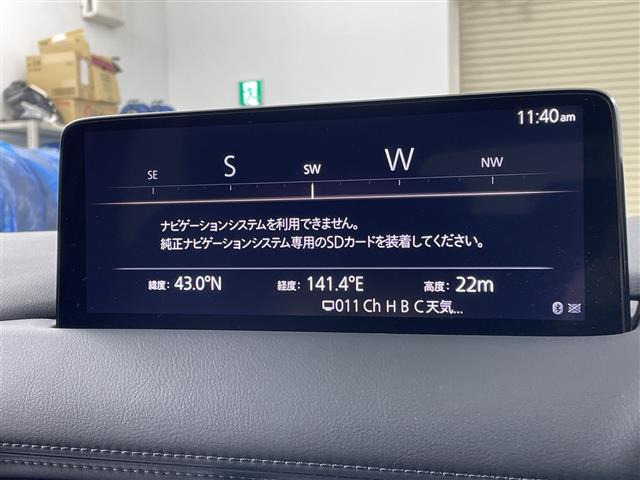 11:40am
SE S SW W NW
ナビゲーションシステムを利用できません。
純正ナビゲーションシステム専用のSDカードを装着してください。
緯度: 43.0°N 経度: 141.4°E 高度: 22m
011 Ch H B C天気...